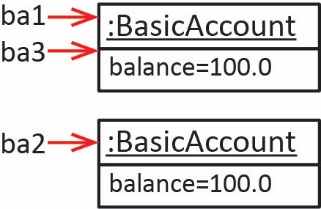 ba1 :BasicAccount
ba3
balance=100.0
ba2 :BasicAccount
balance=100.0